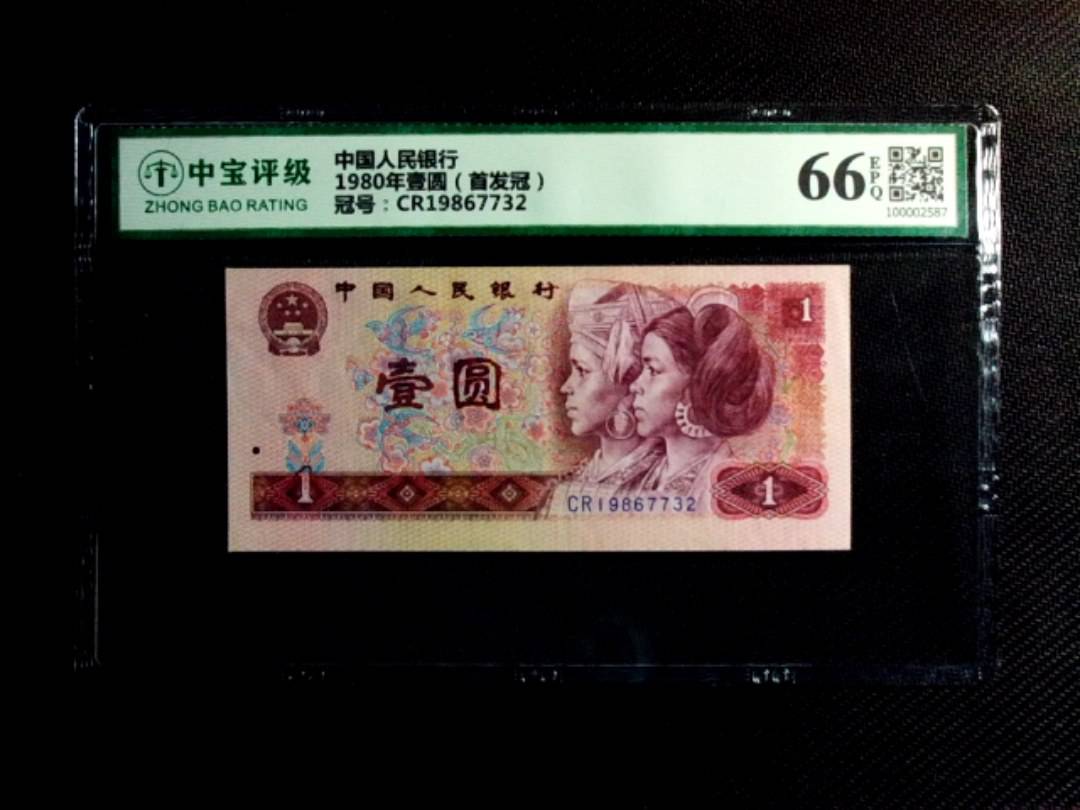 中宝评级
ZHONG BAO RATING
中国人民银行
1980年壹圆（首发冠）
冠号：CR19867732
66
EPQ
100002587
中国人民银行
1
壹圆
1
CR19867732
1